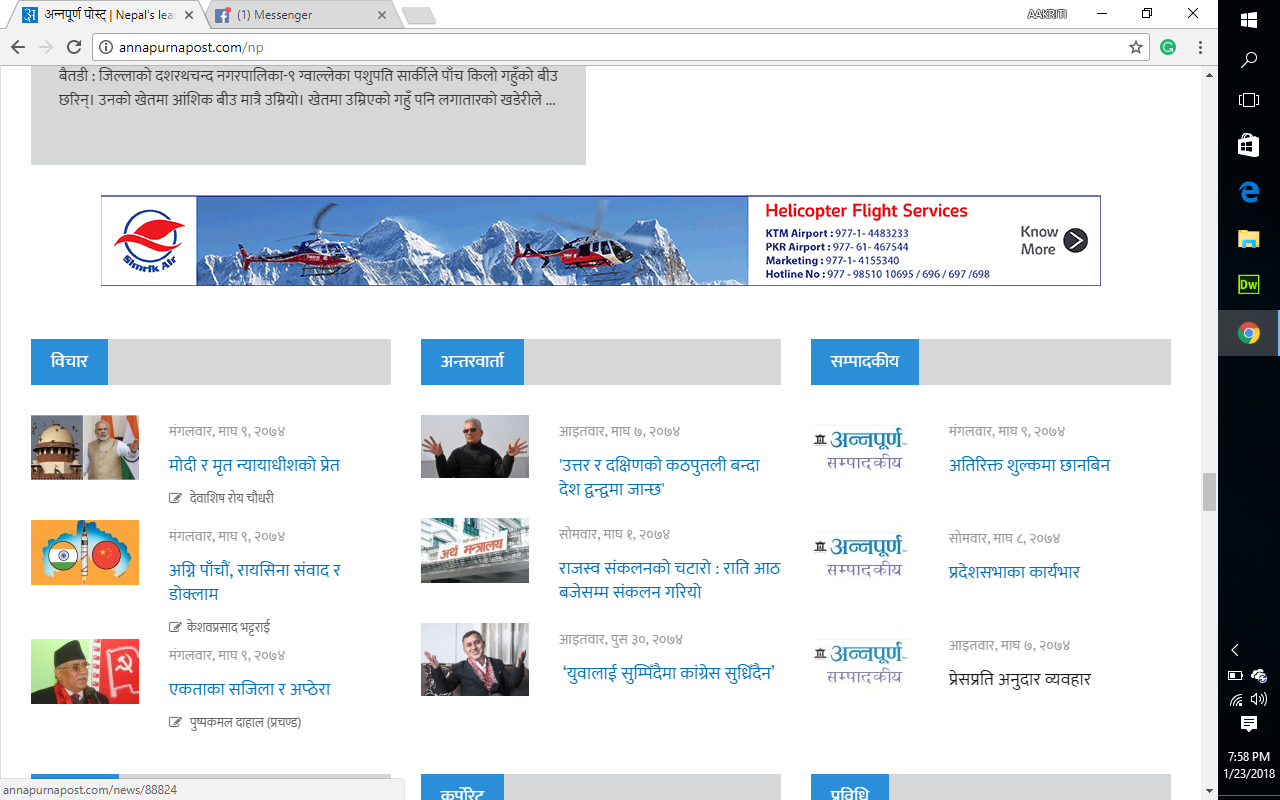 अन्नपूर्ण पोस्ट् | Nepal's lea
(1) Messenger
AAKRITI
annapurnapost.com/np
बैतडी : जिल्लाको दशरथचन्द नगरपालिका-९ ग्वाल्लेका पशुपति सार्कीले पाँच किलो गहुँको बीउ
छरिन्। उनको खेतमा आंशिक बीउ मात्रै उम्रियो। खेतमा उम्रिएको गहुँ पनि लगातारको खडेरीले ...
Simrik Air
Helicopter Flight Services
KTM Airport : 977-1- 4483233
PKR Airport : 977- 61- 467544
Marketing : 977-1- 4155340
Hotline No : 977 - 98510 10695 / 696 / 697 /698
Know
More
विचार
मंगलवार, माघ ९, २०७४
मोदी र मृत न्यायाधीशको प्रेत
देवाशिष रोय चौधरी
मंगलवार, माघ ९, २०७४
अग्नि पाँचौं, रायसिना संवाद र
डोक्लाम
केशवप्रसाद भट्टराई
मंगलवार, माघ ९, २०७४
एकताका सजिला र अप्ठेरा
पुष्पकमल दाहाल (प्रचण्ड)
अन्तरवार्ता
आइतवार, माघ ७, २०७४
'उत्तर र दक्षिणको कठपुतली बन्दा
देश द्वन्द्वमा जान्छ'
अर्थ मन्त्रालय
सोमवार, माघ १, २०७४
राजस्व संकलनको चटारो : राति आठ
बजेसम्म संकलन गरियो
आइतवार, पुस ३०, २०७४
‘युवालाई सुम्पिँदैमा कांग्रेस सुध्रिँदैन’
सम्पादकीय
अन्नपूर्ण
सम्पादकीय
मंगलवार, माघ ९, २०७४
अतिरिक्त शुल्कमा छानबिन
अन्नपूर्ण
सम्पादकीय
सोमवार, माघ ८, २०७४
प्रदेशसभाका कार्यभार
अन्नपूर्ण
सम्पादकीय
आइतवार, माघ ७, २०७४
प्रेसप्रति अनुदार व्यवहार
कर्पोरेट
प्रविधि
annapurnapost.com/news/88824
Dw
7:58 PM
1/23/2018